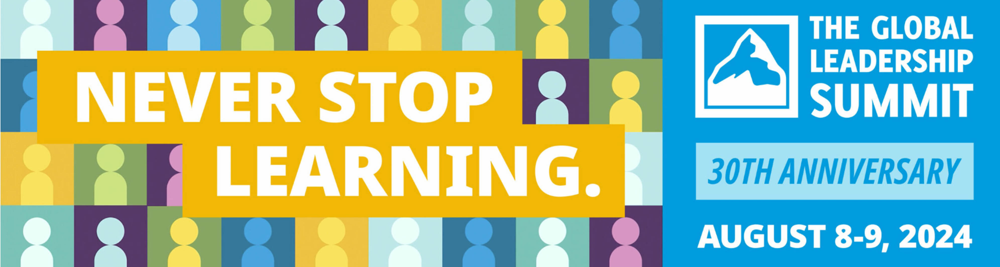 NEVER STOP
LEARNING.
THE GLOBAL
LEADERSHIP
SUMMIT
30TH ANNIVERSARY
AUGUST 8-9, 2024